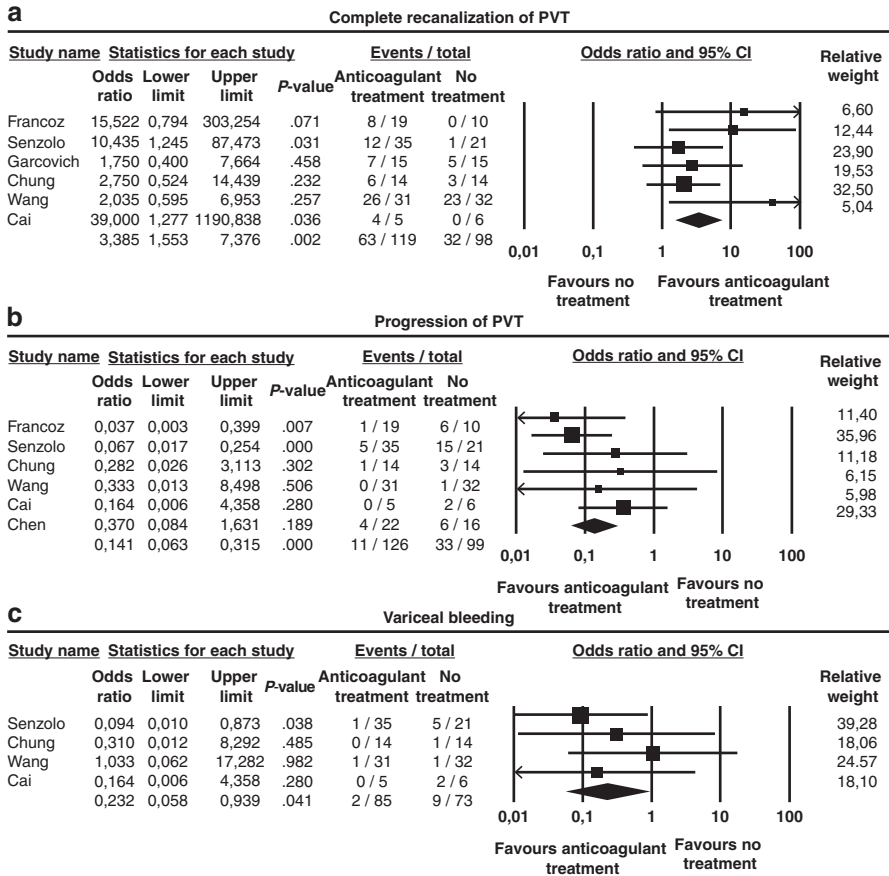 a
Complete recanalization of PVT
Study name Statistics for each study Events / total Odds ratio and 95% CI Relative weight
Odds ratio Lower limit Upper limit P-value Anticoagulant treatment No treatment
Francoz 15,522 0,794 303,254 .071 8 / 19 0 / 10 6,60
Senzolo 10,435 1,245 87,473 .031 12 / 35 1 / 21 12,44
Garcovich 1,750 0,400 7,664 .458 7 / 15 5 / 15 23,90
Chung 2,750 0,524 14,439 .232 6 / 14 3 / 14 19,53
Wang 2,035 0,595 6,953 .257 26 / 31 23 / 32 32,50
Cai 39,000 1,277 1190,838 .036 4 / 5 0 / 6 5,04
3,385 1,553 7,376 .002 63 / 119 32 / 98
0,01 0,1 1 10 100
Favours no treatment Favours anticoagulant treatment
b
Progression of PVT
Study name Statistics for each study Events / total Odds ratio and 95% CI Relative weight
Odds ratio Lower limit Upper limit P-value Anticoagulant treatment No treatment
Francoz 0,037 0,003 0,399 .007 1 / 19 6 / 10 11,40
Senzolo 0,067 0,017 0,254 .000 5 / 35 15 / 21 35,96
Chung 0,282 0,026 3,113 .302 1 / 14 3 / 14 11,18
Wang 0,333 0,013 8,498 .506 0 / 31 1 / 32 6,15
Cai 0,164 0,006 4,358 .280 0 / 5 2 / 6 5,98
Chen 0,370 0,084 1,631 .189 4 / 22 6 / 16 29,33
0,141 0,063 0,315 .000 11 / 126 33 / 99
0,01 0,1 1 10 100
Favours anticoagulant treatment Favours no treatment
c
Variceal bleeding
Study name Statistics for each study Events / total Odds ratio and 95% CI
Odds ratio Lower limit Upper limit P-value Anticoagulant treatment No treatment Relative weight
Senzolo 0,094 0,010 0,873 .038 1 / 35 5 / 21 39,28
Chung 0,310 0,012 8,292 .485 0 / 14 1 / 14 18,06
Wang 1,033 0,062 17,282 .982 1 / 31 1 / 32 24.57
Cai 0,164 0,006 4,358 .280 0 / 5 2 / 6 18,10
0,232 0,058 0,939 .041 2 / 85 9 / 73
0,01 0,1 1 10 100
Favours anticoagulant treatment Favours no treatment